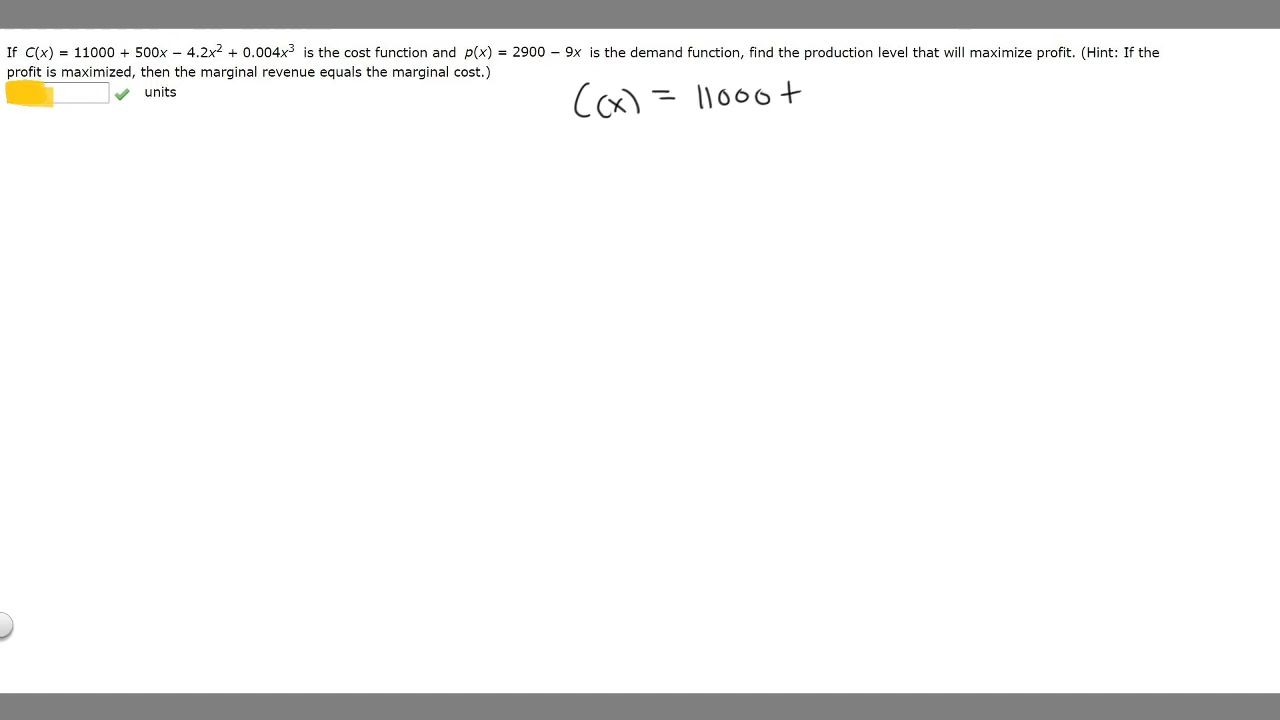 If C(x) = 11000 + 500x − 4.2x² + 0.004x³ is the cost function and p(x) = 2900 − 9x is the demand function, find the production level that will maximize profit. (Hint: If the
profit is maximized, then the marginal revenue equals the marginal cost.)
units
C(x) = 11000 +